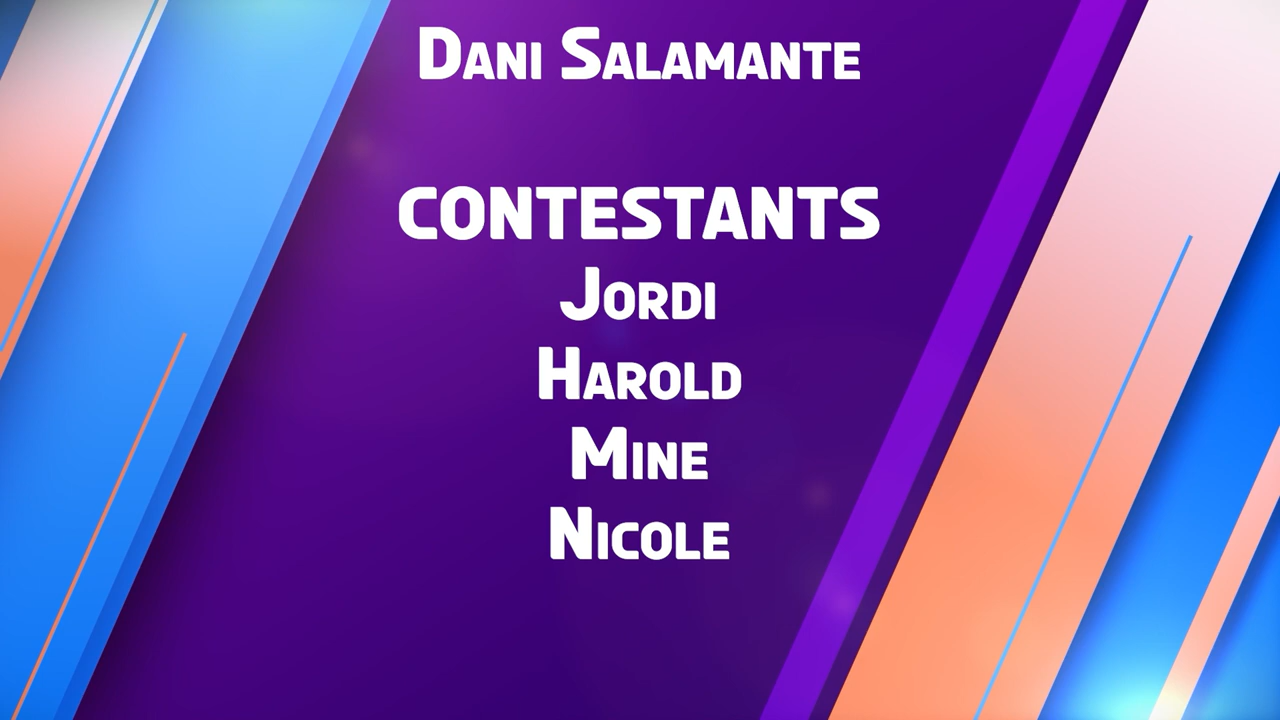 Dani Salamante
CONTESTANTS
Jordi
Harold
Mine
Nicole